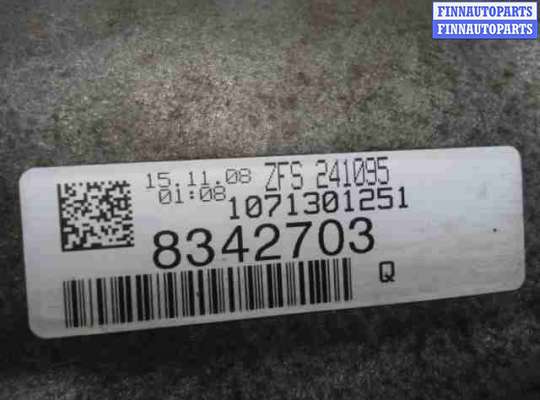 FINNAUTOPARTS
FINNAUTOPARTS
15.11.08 ZFS 241095
01:08 1071301251
8342703
Q